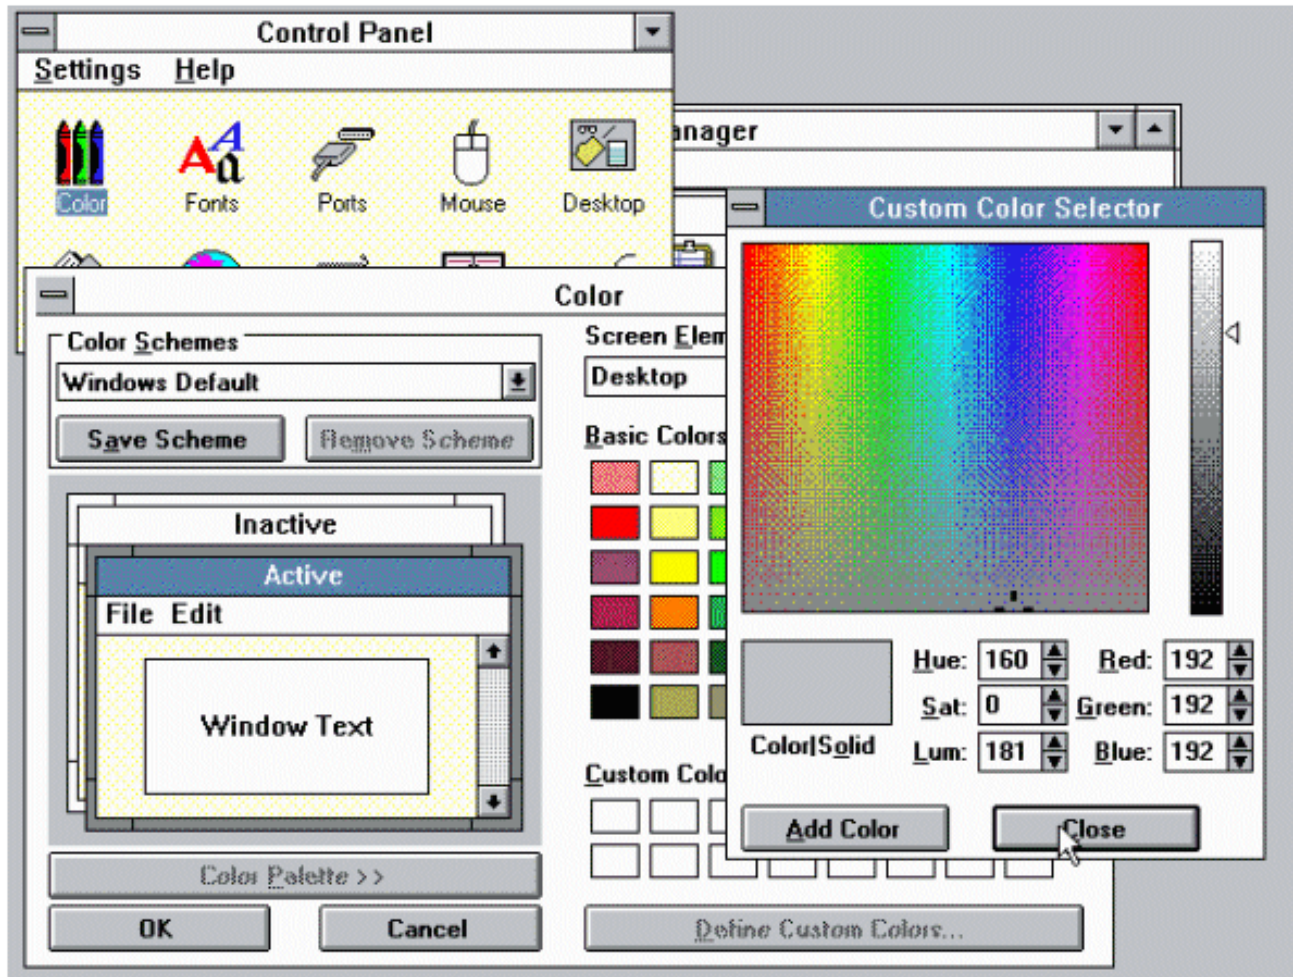 Control Panel
Settings Help
Color Fonts Ports Mouse Desktop
anager
Custom Color Selector
Color
Color Schemes
Windows Default
Save Scheme Remove Scheme
Inactive
Active
File Edit
Window Text
Color Palette >>
OK Cancel
Screen Elem
Desktop
Basic Colors
Custom Colo
Define Custom Colors...
Color|Solid
Hue: 160 Red: 192
Sat: 0 Green: 192
Lum: 181 Blue: 192
Add Color Close